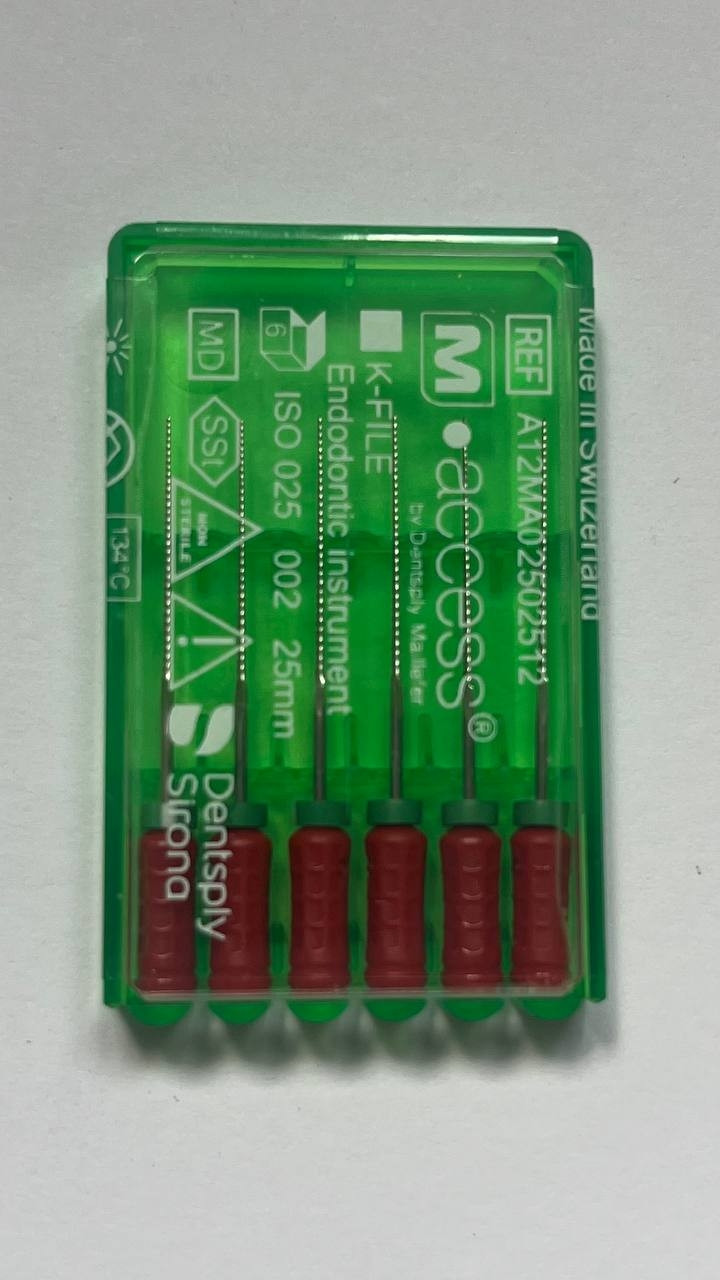 Made in Switzerland
REF A12MA02502512
M access®
by Dentsply Maillefer
K-FILE
Endodontic instrument
6 ISO 025 002 25mm
MD SSt NON STERILE
Dentsply
Sirona
134°C